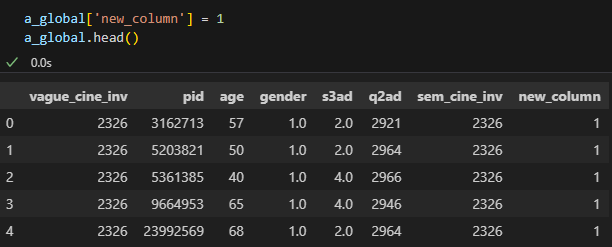 a_global['new_column'] = 1
a_global.head()
0.0s
vague_cine_inv pid age gender s3ad q2ad sem_cine_inv new_column
0 2326 3162713 57 1.0 2.0 2921 2326 1
1 2326 5203821 50 1.0 2.0 2964 2326 1
2 2326 5361385 40 1.0 4.0 2966 2326 1
3 2326 9664953 65 1.0 4.0 2946 2326 1
4 2326 23992569 68 1.0 2.0 2964 2326 1